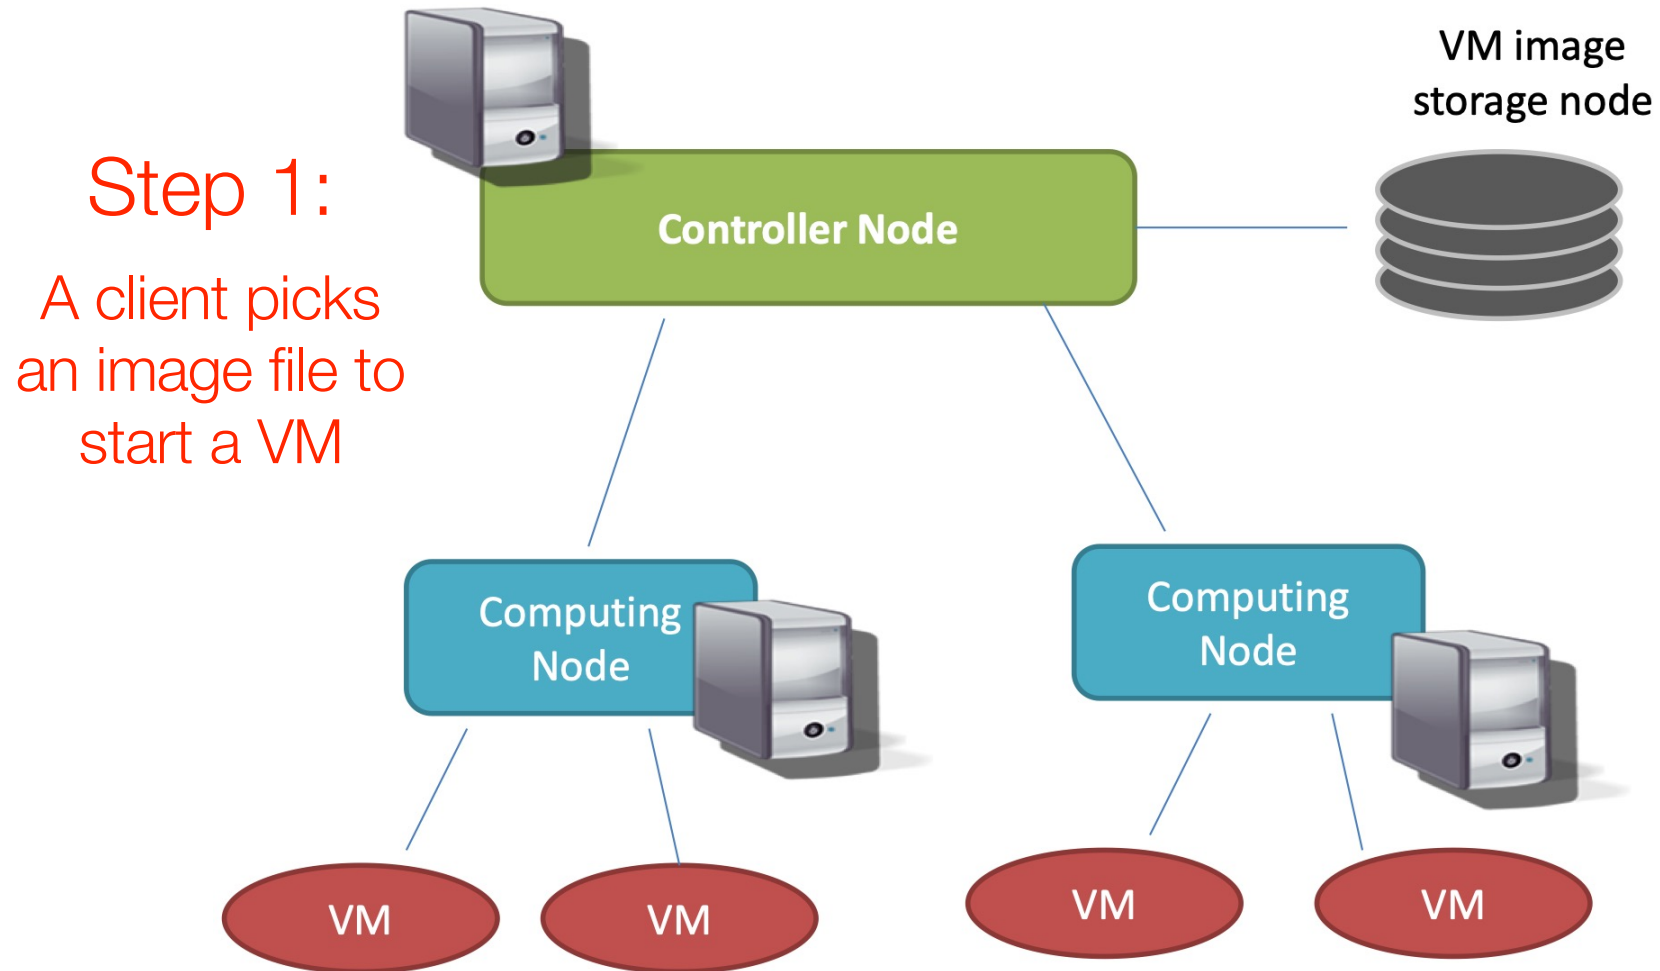 VM image
storage node
Step 1:
A client picks
an image file to
start a VM
Controller Node
Computing
Node
Computing
Node
VM
VM
VM
VM